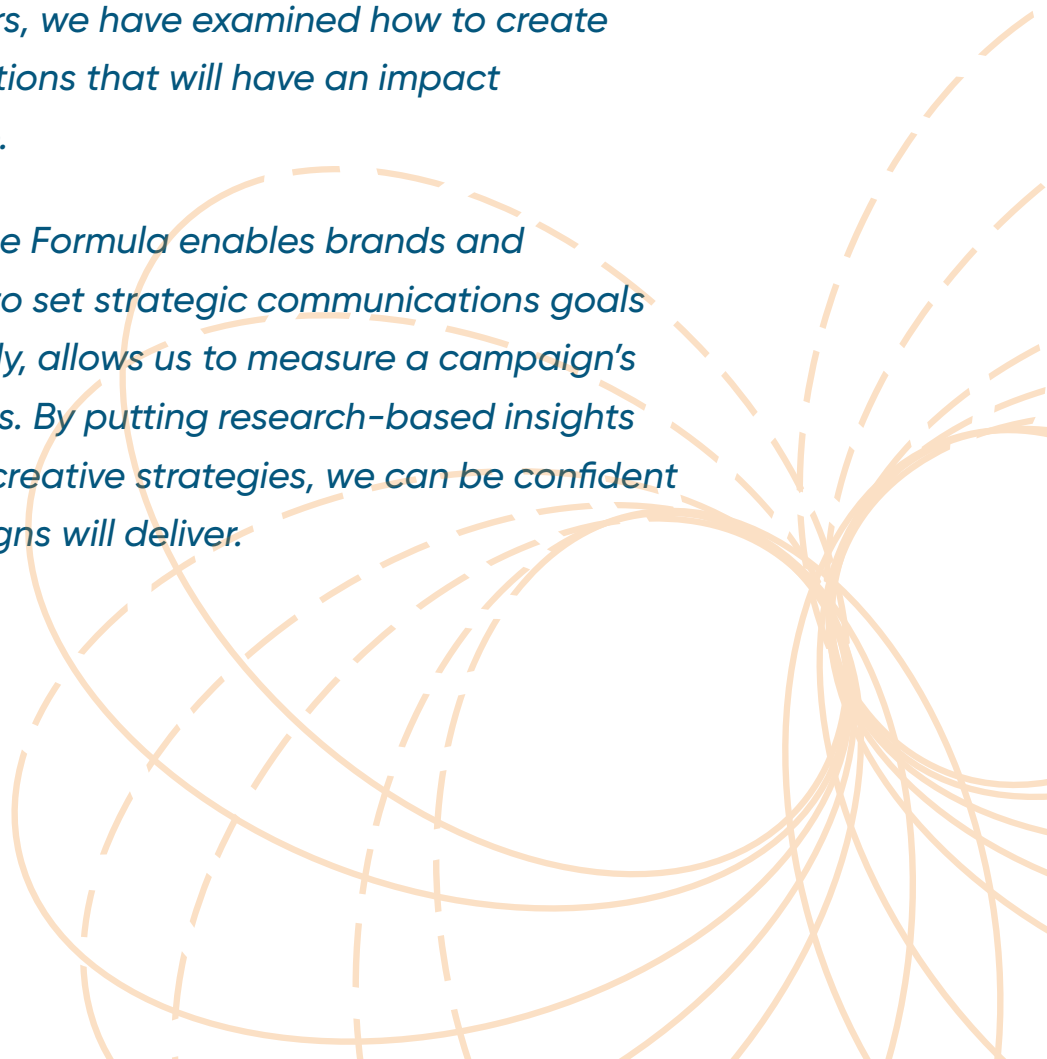 rs, we have examined how to create
tions that will have an impact
.
e Formula enables brands and
to set strategic communications goals
ly, allows us to measure a campaign’s
s. By putting research-based insights
creative strategies, we can be confident
gns will deliver.